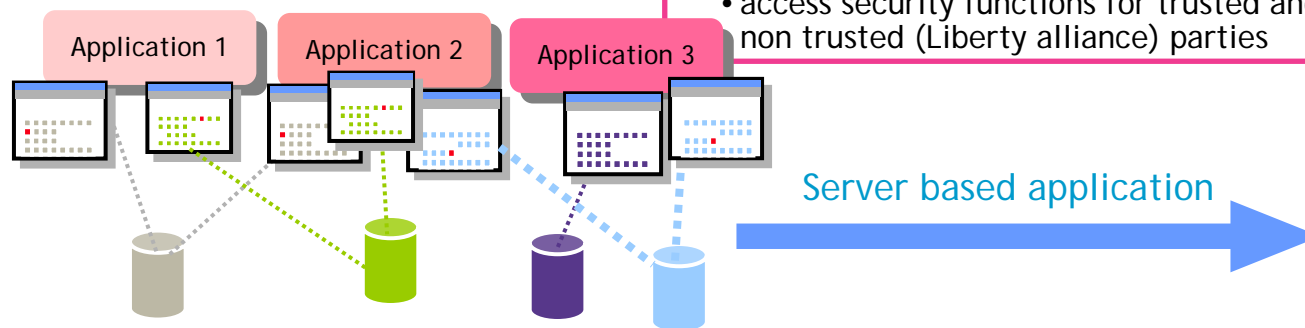 • access security functions for trusted and
non trusted (Liberty alliance) parties
Application 1
Application 2
Application 3
Server based application